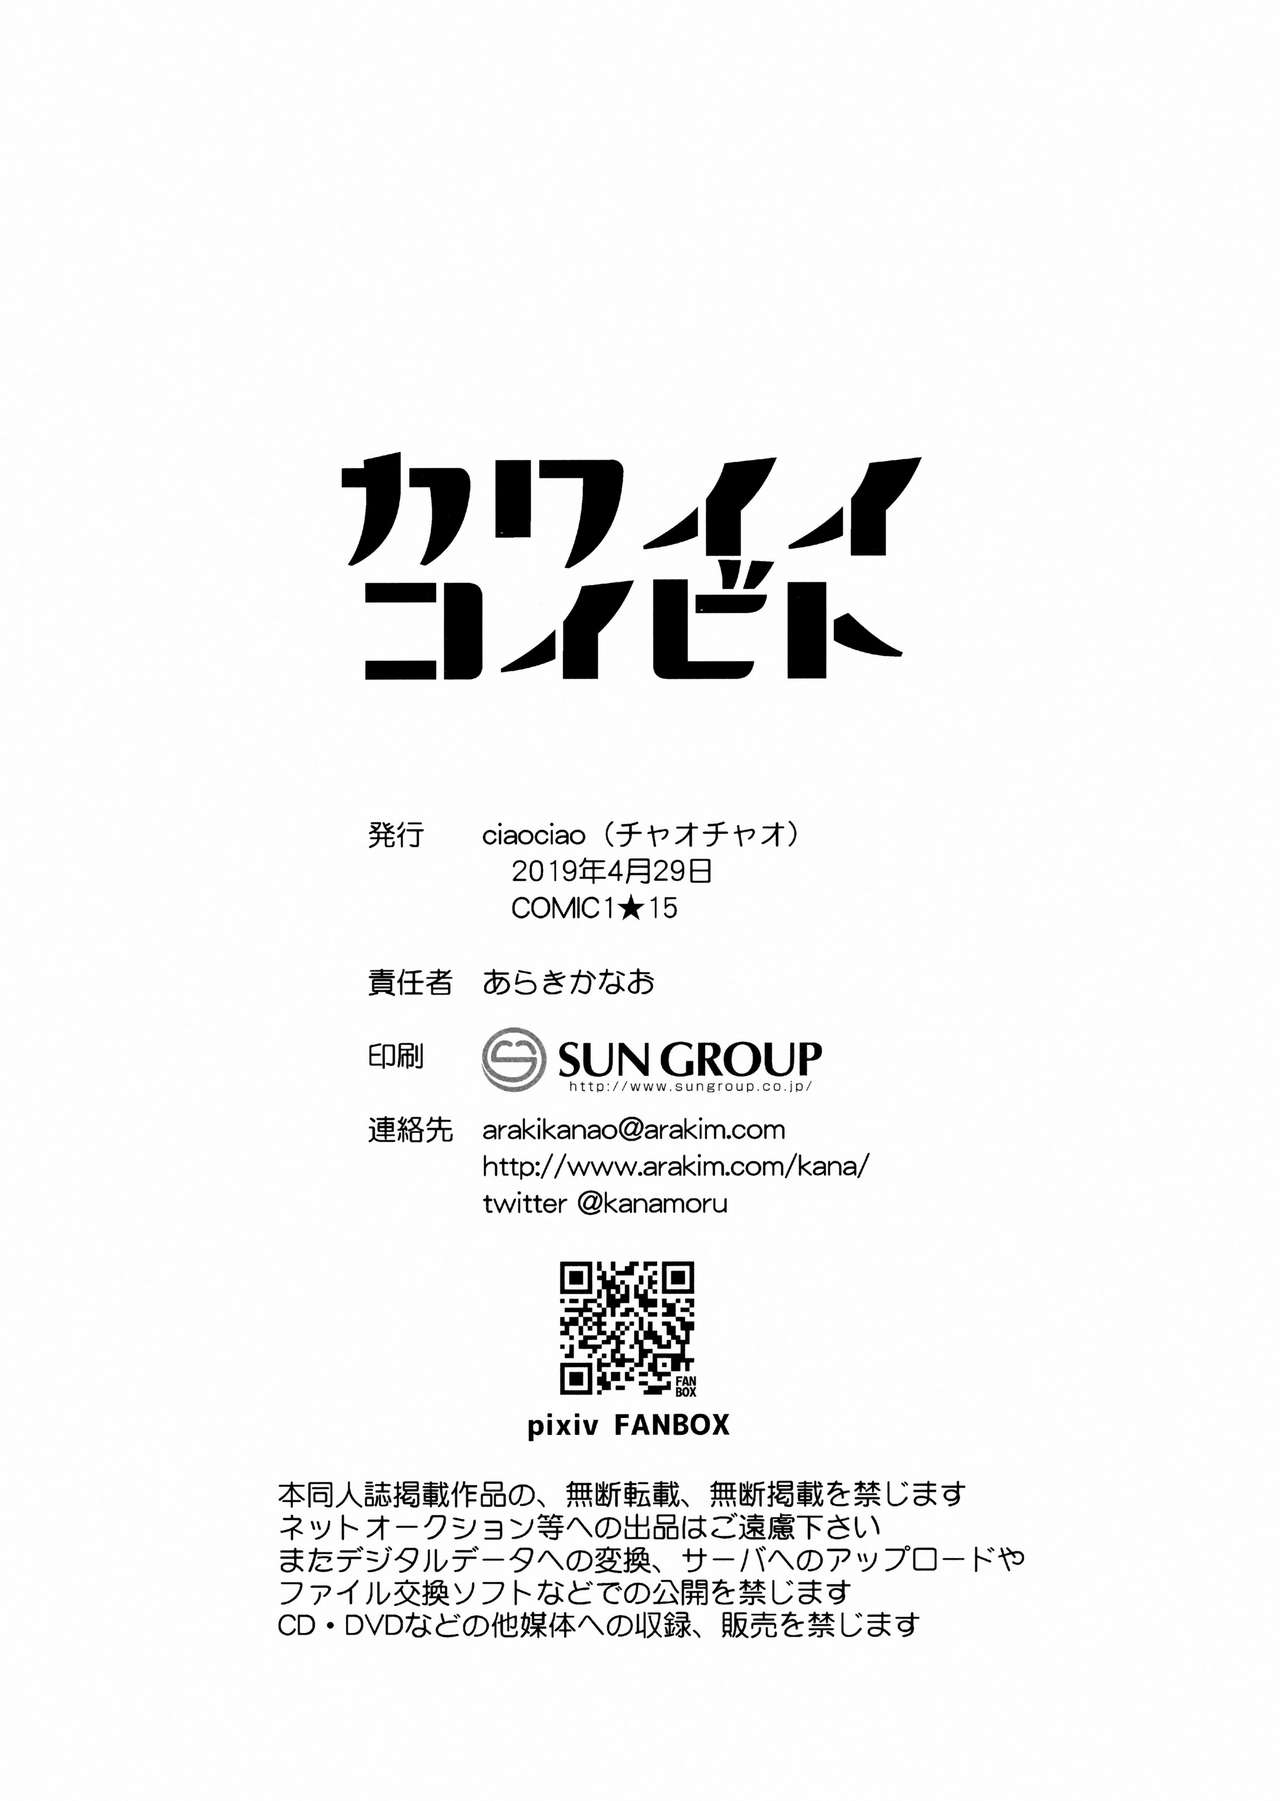 カワイイ
コイビト
発行 ciaociao（チャオチャオ）
2019年4月29日
COMIC1★15
責任者 あらきかなお
印刷 SUN GROUP
http://www.sungroup.co.jp/
連絡先 arakikanao@arakim.com
http://www.arakim.com/kana/
twitter @kanamoru
FAN
BOX
pixiv FANBOX
本同人誌掲載作品の、無断転載、無断掲載を禁じます
ネットオークション等への出品はご遠慮下さい
またデジタルデータへの変換、サーバへのアップロードや
ファイル交換ソフトなどでの公開を禁じます
CD・DVDなどの他媒体への収録、販売を禁じます